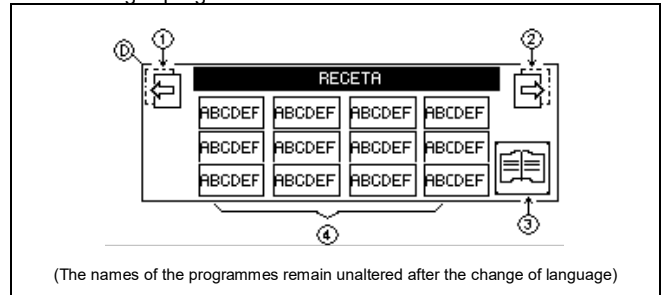 ① ②
D
RECETA
ABCDEF ABCDEF ABCDEF ABCDEF
ABCDEF ABCDEF ABCDEF ABCDEF
ABCDEF ABCDEF ABCDEF ABCDEF
③
④
(The names of the programmes remain unaltered after the change of language)